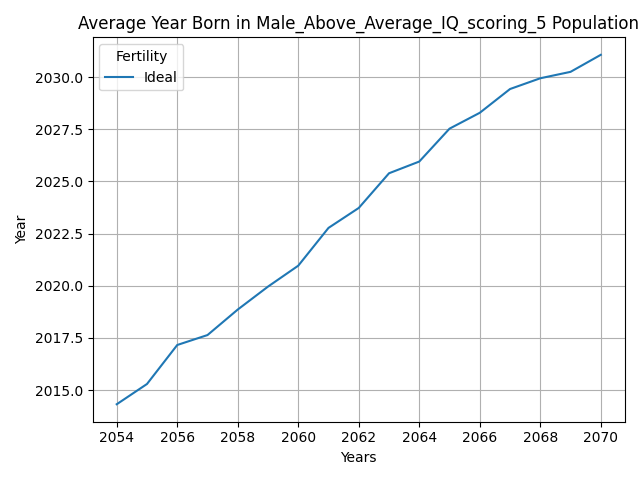 Average Year Born in Male_Above_Average_IQ_scoring_5 Population
Fertility
Ideal
2030.0
2027.5
2025.0
2022.5
2020.0
2017.5
2015.0
Year
2054 2056 2058 2060 2062 2064 2066 2068 2070
Years